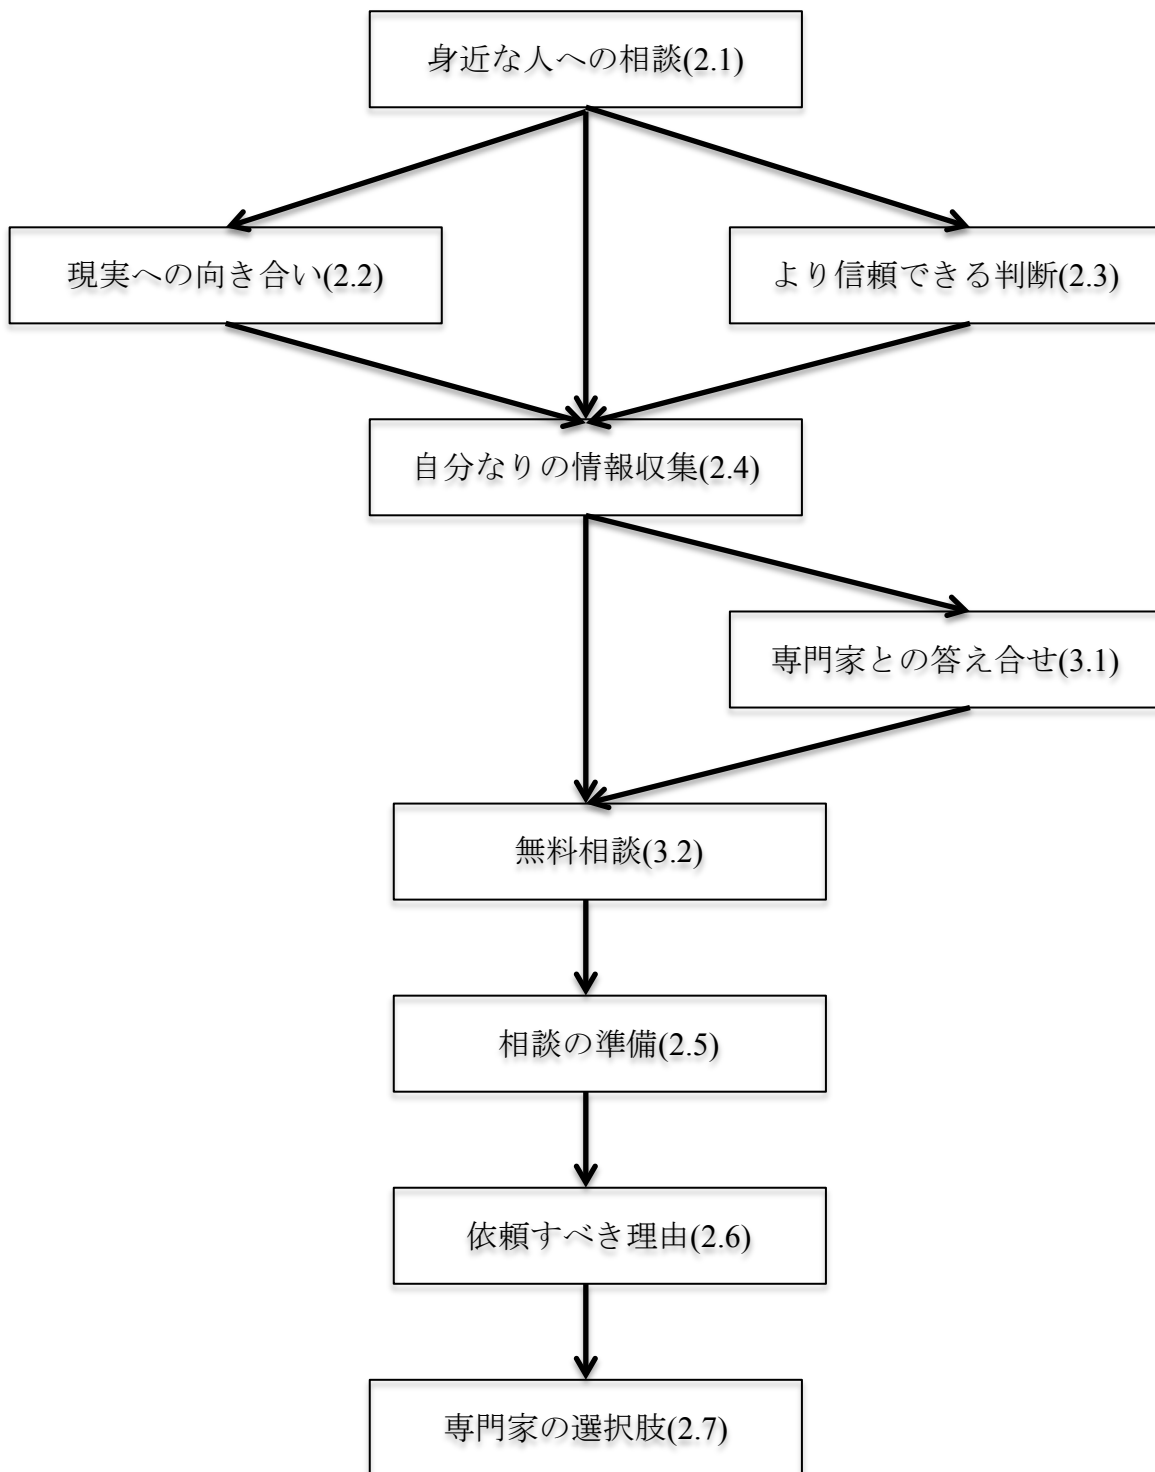 身近な人への相談(2.1)
現実への向き合い(2.2)
より信頼できる判断(2.3)
自分なりの情報収集(2.4)
専門家との答え合せ(3.1)
無料相談(3.2)
相談の準備(2.5)
依頼すべき理由(2.6)
専門家の選択肢(2.7)